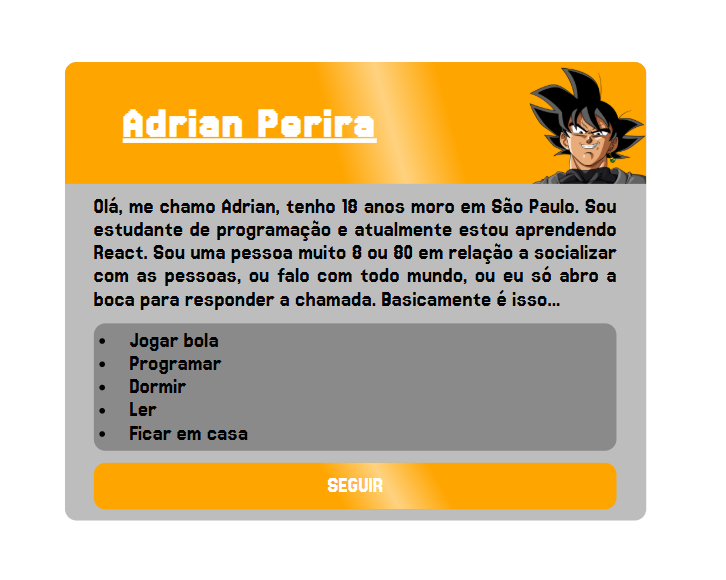 Adrian Perira
Olá, me chamo Adrian, tenho 18 anos moro em São Paulo. Sou
estudante de programação e atualmente estou aprendendo
React. Sou uma pessoa muito 8 ou 80 em relação a socializar
com as pessoas, ou falo com todo mundo, ou eu só abro a
boca para responder a chamada. Basicamente é isso...
• Jogar bola
• Programar
• Dormir
• Ler
• Ficar em casa
SEGUIR